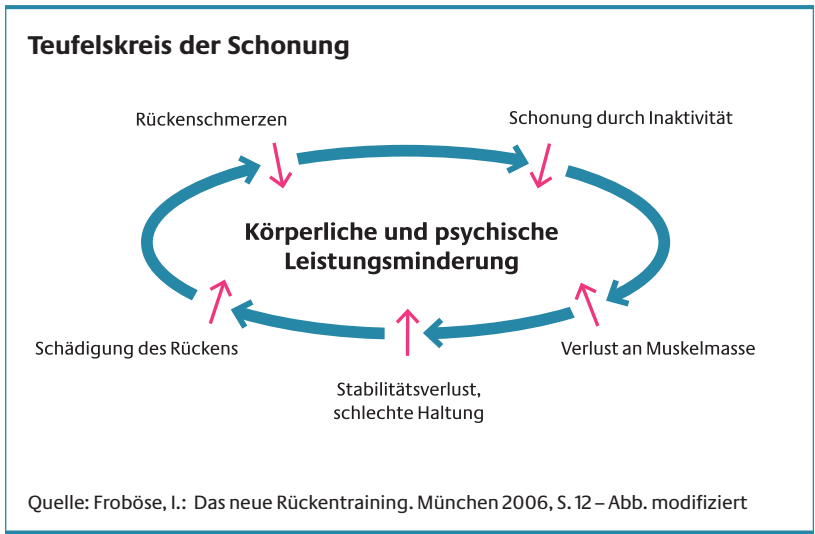 Teufelskreis der Schonung
Rückenschmerzen
Schonung durch Inaktivität
Körperliche und psychische
Leistungsminderung
Schädigung des Rückens
Verlust an Muskelmasse
Stabilitätsverlust,
schlechte Haltung
Quelle: Froböse, I.: Das neue Rückentraining. München 2006, S. 12 – Abb. modifiziert